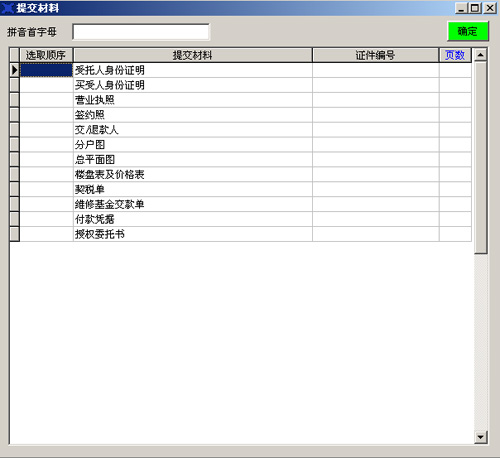 提交材料
拼音首字母
确定
选取顺序 提交材料 证件编号 页数
受托人身份证明
买受人身份证明
营业执照
签约照
交/退款人
分户图
总平面图
楼盘表及价格表
契税单
维修基金交款单
付款凭据
授权委托书